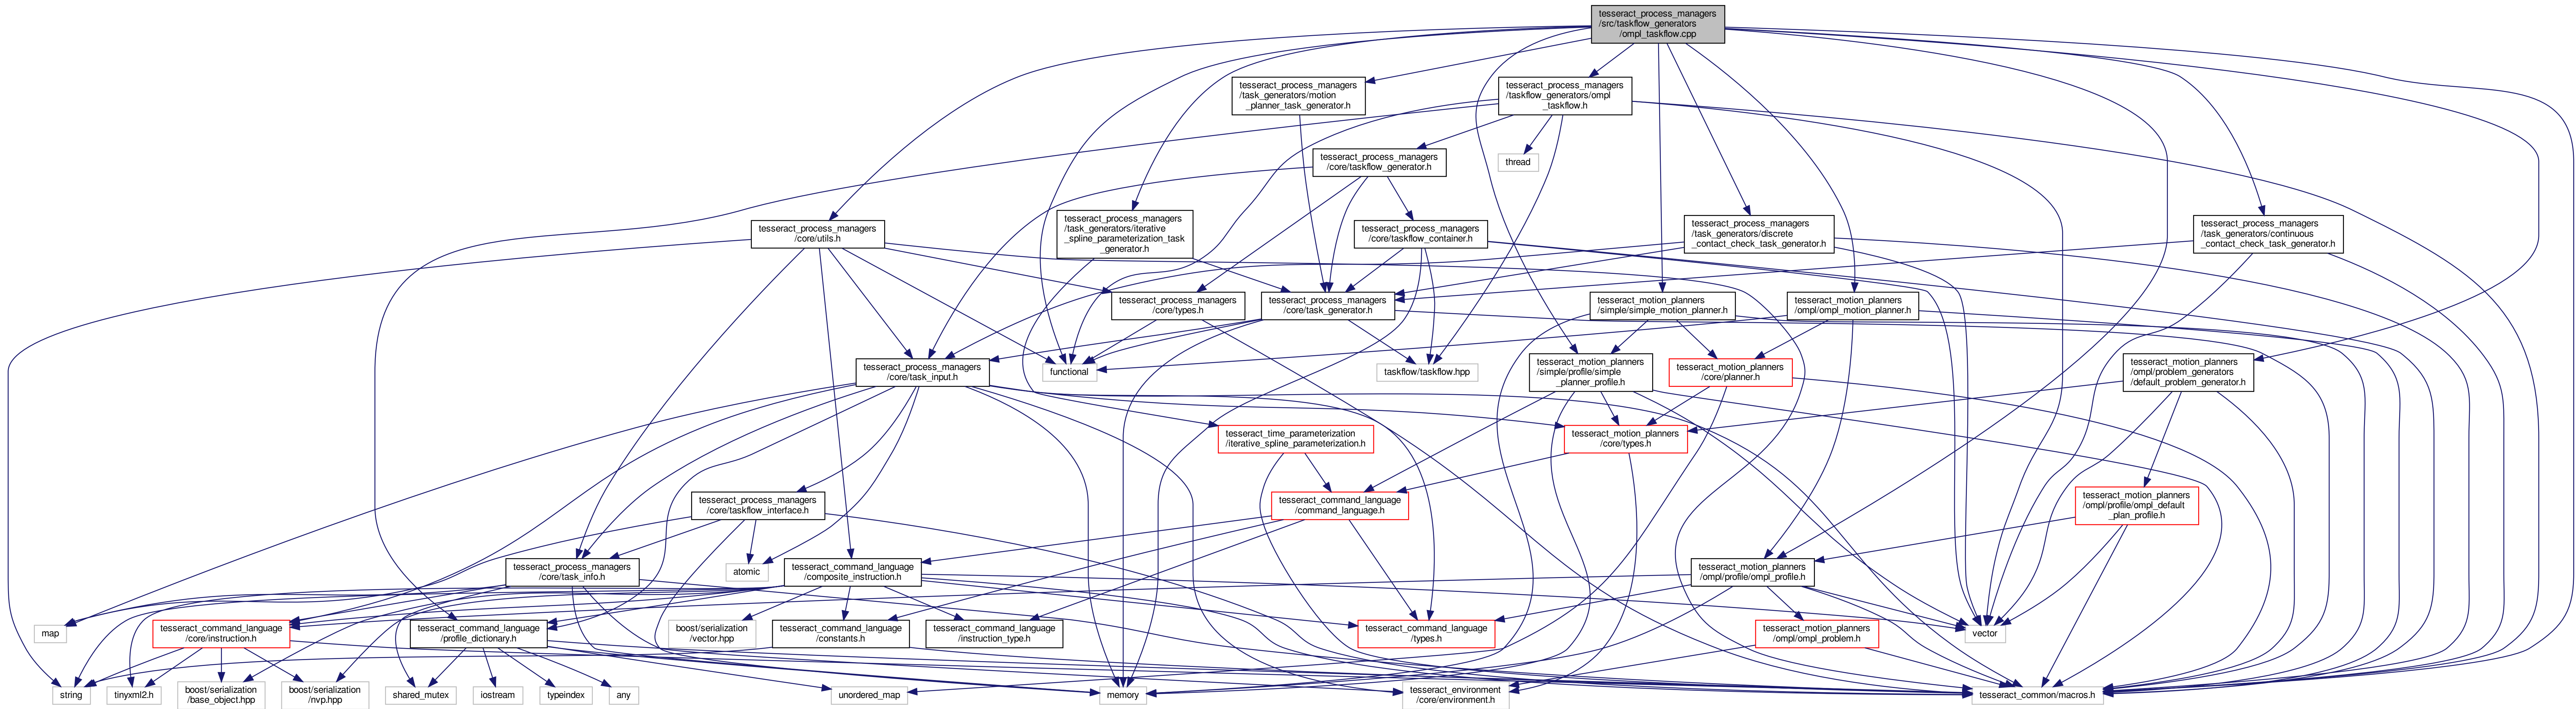 tesseract_process_managers
/src/taskflow_generators
/ompl_taskflow.cpp
tesseract_process_managers
/task_generators/motion
_planner_task_generator.h
tesseract_process_managers
/taskflow_generators/ompl
_taskflow.h
tesseract_process_managers
/core/taskflow_generator.h
thread
tesseract_process_managers
/core/utils.h
tesseract_process_managers
/task_generators/iterative
_spline_parameterization_task
_generator.h
tesseract_process_managers
/core/taskflow_container.h
tesseract_process_managers
/task_generators/discrete
_contact_check_task_generator.h
tesseract_process_managers
/task_generators/continuous
_contact_check_task_generator.h
tesseract_process_managers
/core/types.h
tesseract_process_managers
/core/task_generator.h
tesseract_motion_planners
/simple/simple_motion_planner.h
tesseract_motion_planners
/ompl/ompl_motion_planner.h
tesseract_process_managers
/core/task_input.h
functional
taskflow/taskflow.hpp
tesseract_motion_planners
/simple/profile/simple
_planner_profile.h
tesseract_motion_planners
/core/planner.h
tesseract_motion_planners
/ompl/problem_generators
/default_problem_generator.h
tesseract_time_parameterization
/iterative_spline_parameterization.h
tesseract_motion_planners
/core/types.h
tesseract_process_managers
/core/taskflow_interface.h
tesseract_command_language
/command_language.h
tesseract_motion_planners
/ompl/profile/ompl_default
_plan_profile.h
tesseract_process_managers
/core/task_info.h
atomic
tesseract_command_language
/composite_instruction.h
tesseract_motion_planners
/ompl/profile/ompl_profile.h
map
tesseract_command_language
/core/instruction.h
tesseract_command_language
/profile_dictionary.h
boost/serialization
/vector.hpp
tesseract_command_language
/constants.h
tesseract_command_language
/instruction_type.h
tesseract_command_language
/types.h
tesseract_motion_planners
/ompl/ompl_problem.h
vector
string
tinyxml2.h
boost/serialization
/base_object.hpp
boost/serialization
/nvp.hpp
shared_mutex
iostream
typeindex
any
unordered_map
memory
tesseract_environment
/core/environment.h
tesseract_common/macros.h